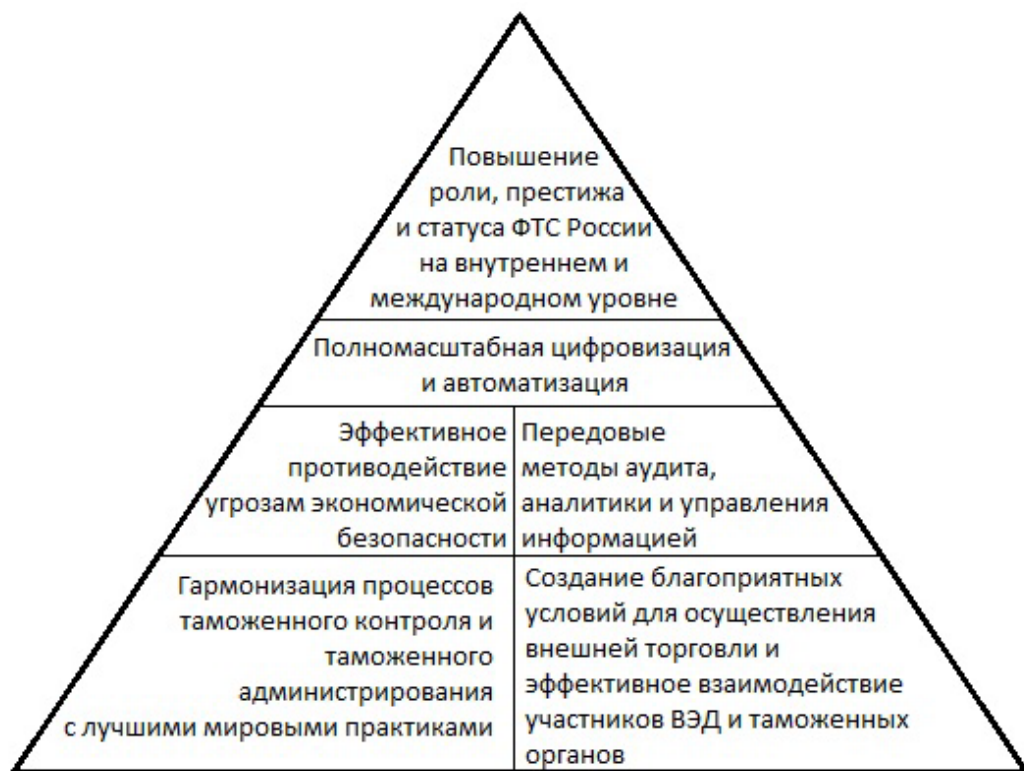 Повышение
роли, престижа
и статуса ФТС России
на внутреннем и
международном уровне
Полномасштабная цифровизация
и автоматизация
Эффективное
противодействие
угрозам экономической
безопасности
Передовые
методы аудита,
аналитики и управления
информацией
Гармонизация процессов
таможенного контроля и
таможенного
администрирования
с лучшими мировыми практиками
Создание благоприятных
условий для осуществления
внешней торговли и
эффективное взаимодействие
участников ВЭД и таможенных
органов